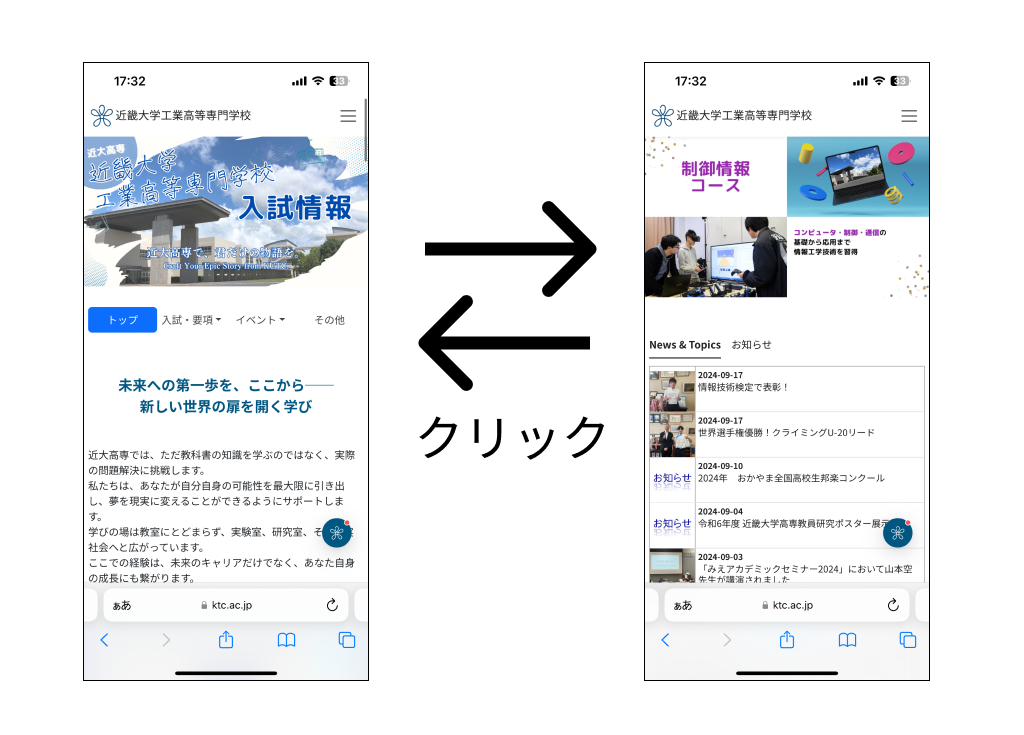 17:32
33
近畿大学工業高等専門学校
近大高専
近畿大学
工業高等専門学校
入試情報
近大高専で、君だけの物語を。
Craft Your Epic Story from KUTC.
トップ
入試・要項
イベント
その他
未来への第一歩を、ここから──
新しい世界の扉を開く学び
近大高専では、ただ教科書の知識を学ぶのではなく、実際
の問題解決に挑戦します。
私たちは、あなたが自分自身の可能性を最大限に引き出
し、夢を現実に変えることができるようにサポートしま
す。
学びの場は教室にとどまらず、実験室、研究室、そ
社会へと広がっています。
ここでの経験は、未来のキャリアだけでなく、あなた自身
の成長にも繋がります。
ぁあ
ktc.ac.jp
クリック
17:32
33
近畿大学工業高等専門学校
制御情報
コース
コンピュータ・制御・通信の
基礎から応用まで
情報工学技術を習得
News & Topics
お知らせ
2024-09-17
情報技術検定で表彰！
2024-09-17
世界選手権優勝！クライミングU-20リード
お知らせ
2024-09-10
2024年　おかやま全国高校生邦楽コンクール
お知らせ
2024-09-04
令和6年度 近畿大学高専教員研究ポスター展示
2024-09-03
「みえアカデミックセミナー2024」において山本空
先生が講演されました
ぁあ
ktc.ac.jp